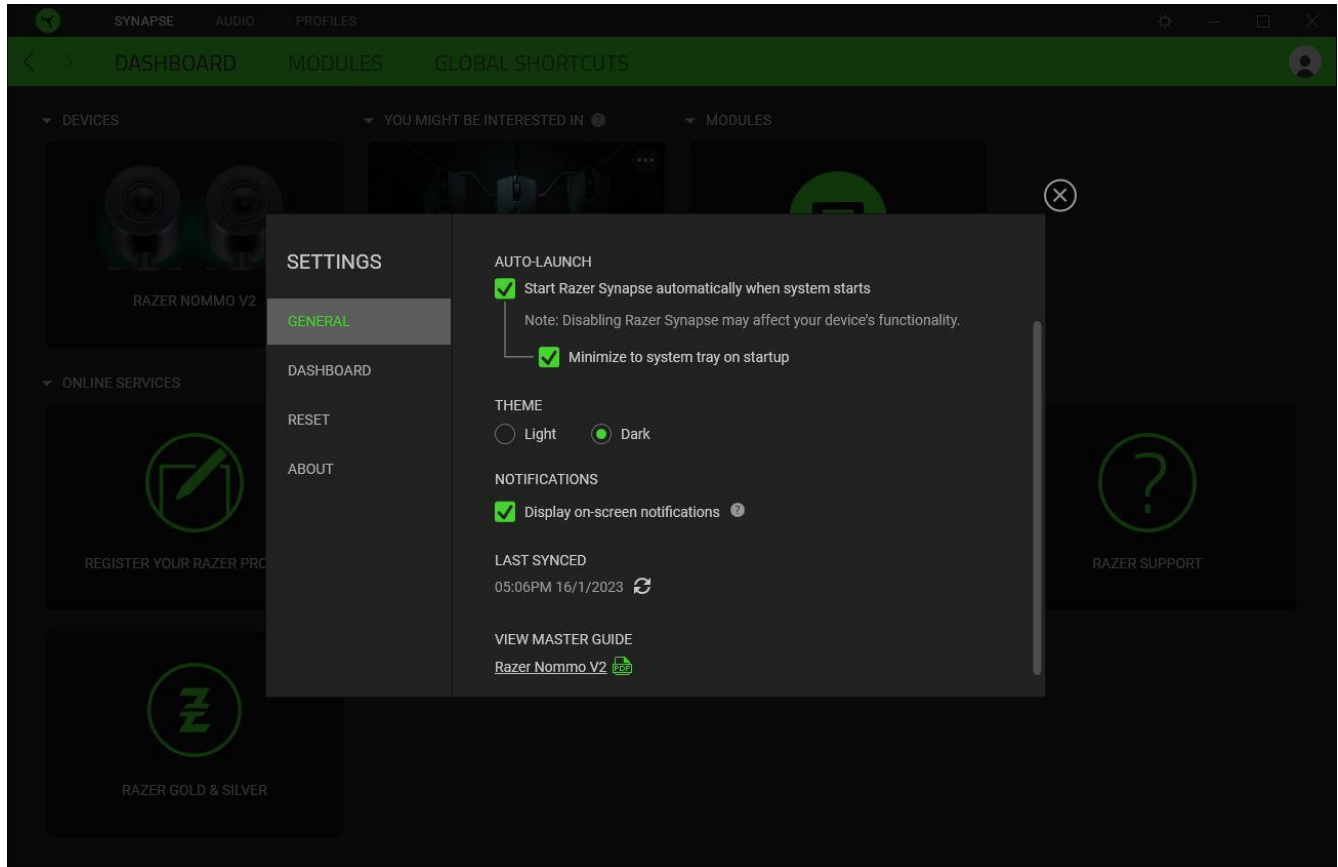 SYNAPSE AUDIO PROFILES
DASHBOARD MODULES GLOBAL SHORTCUTS
DEVICES YOU MIGHT BE INTERESTED IN ? MODULES
RAZER NOMMO V2
ONLINE SERVICES
REGISTER YOUR RAZER PRO
RAZER SUPPORT
RAZER GOLD & SILVER
SETTINGS
GENERAL
DASHBOARD
RESET
ABOUT
AUTO-LAUNCH
Start Razer Synapse automatically when system starts
Note: Disabling Razer Synapse may affect your device’s functionality.
Minimize to system tray on startup
THEME
Light Dark
NOTIFICATIONS
Display on-screen notifications ?
LAST SYNCED
05:06PM 16/1/2023
VIEW MASTER GUIDE
Razer Nommo V2 PDF